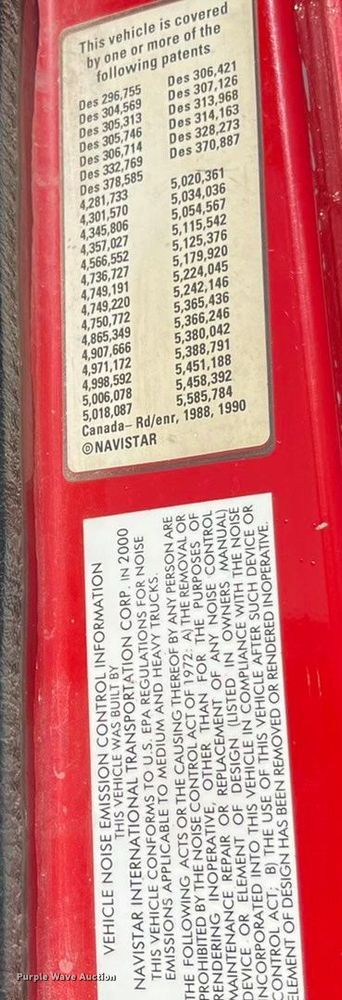 This vehicle is covered
by one or more of the
following patents
Des 296,755 Des 306,421
Des 304,569 Des 307,126
Des 305,313 Des 313,968
Des 305,746 Des 314,163
Des 306,714 Des 328,273
Des 332,769 Des 370,887
Des 378,585
4,281,733 5,020,361
4,301,570 5,034,036
4,345,806 5,054,567
4,357,027 5,115,542
4,566,552 5,125,376
4,736,727 5,179,920
4,749,191 5,224,045
4,749,220 5,242,146
4,750,772 5,365,436
4,865,349 5,366,246
4,907,666 5,380,042
4,971,172 5,388,791
4,998,592 5,451,188
5,006,078 5,458,392
5,018,087 5,585,784
Canada– Rd/enr, 1988, 1990
©NAVISTAR
VEHICLE NOISE EMISSION CONTROL INFORMATION
THIS VEHICLE WAS BUILT BY
NAVISTAR INTERNATIONAL TRANSPORTATION CORP. IN 2000
THIS VEHICLE CONFORMS TO U.S. EPA REGULATIONS FOR NOISE
EMISSIONS APPLICABLE TO MEDIUM AND HEAVY TRUCKS.
THE FOLLOWING ACTS OR THE CAUSING THEREOF BY ANY PERSON ARE
PROHIBITED BY THE NOISE CONTROL ACT OF 1972: A) THE REMOVAL OR
RENDERING INOPERATIVE, OTHER THAN FOR THE PURPOSES OF
MAINTENANCE REPAIR OR REPLACEMENT OF ANY NOISE CONTROL
DEVICE OR ELEMENT OF DESIGN (LISTED IN OWNERS MANUAL)
INCORPORATED INTO THIS VEHICLE IN COMPLIANCE WITH THE NOISE
CONTROL ACT; B) THE USE OF THIS VEHICLE AFTER SUCH DEVICE OR
ELEMENT OF DESIGN HAS BEEN REMOVED OR RENDERED INOPERATIVE.
Purple Wave Auction